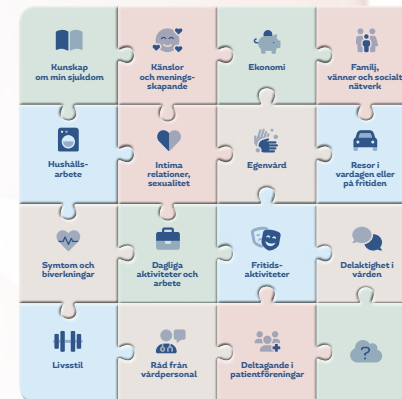 Kunskap
om min sjukdom
Känslor
och menings-
skapande
Ekonomi
Familj,
vänner och socialt
nätverk
Hushålls-
arbete
Intima
relationer,
sexualitet
Egenvård
Resor i
vardagen eller
på fritiden
Symtom och
biverkningar
Dagliga
aktiviteter och
arbete
Fritids-
aktiviteter
Delaktighet i
vården
Livsstil
Råd från
vårdpersonal
Deltagande i
patientföreningar
?